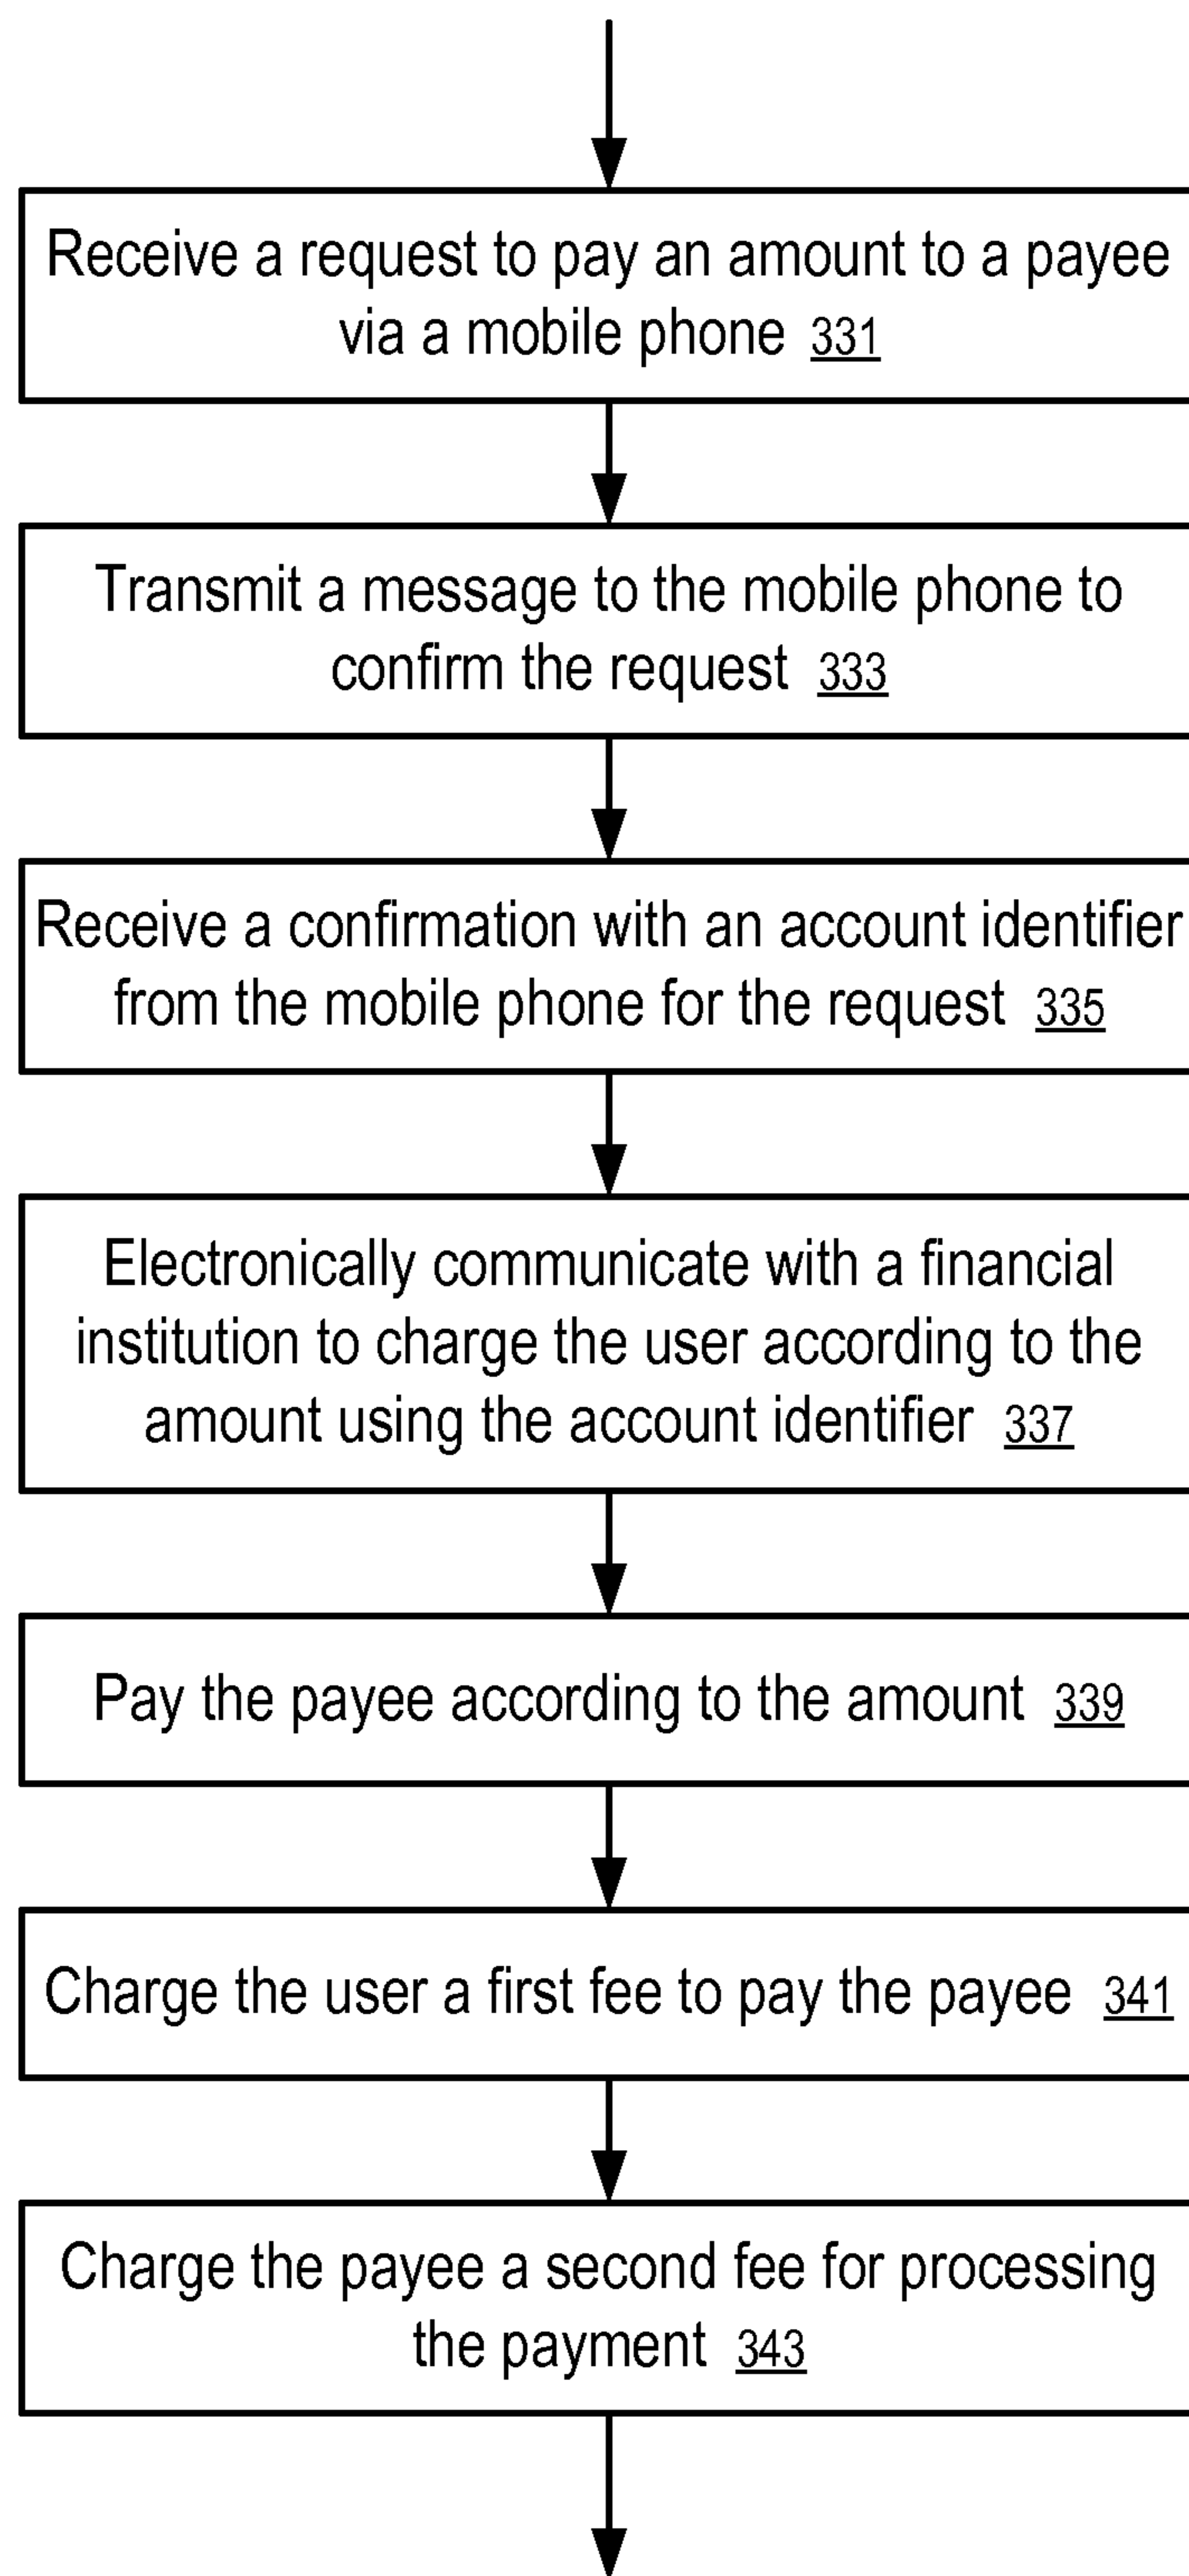 Receive a request to pay an amount to a payee
via a mobile phone 331
Transmit a message to the mobile phone to
confirm the request 333
Receive a confirmation with an account identifier
from the mobile phone for the request 335
Electronically communicate with a financial
institution to charge the user according to the
amount using the account identifier 337
Pay the payee according to the amount 339
Charge the user a first fee to pay the payee 341
Charge the payee a second fee for processing
the payment 343